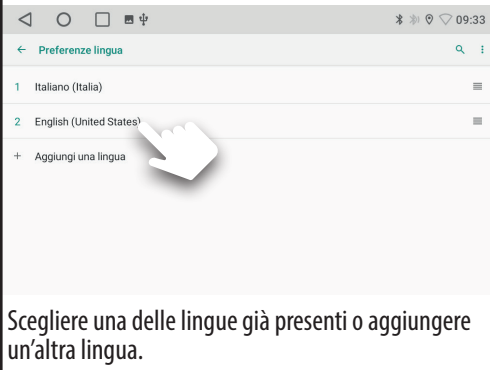 09:33
Preferenze lingua
1 Italiano (Italia)
2 English (United States)
+ Aggiungi una lingua
Scegliere una delle lingue già presenti o aggiungere
un’altra lingua.